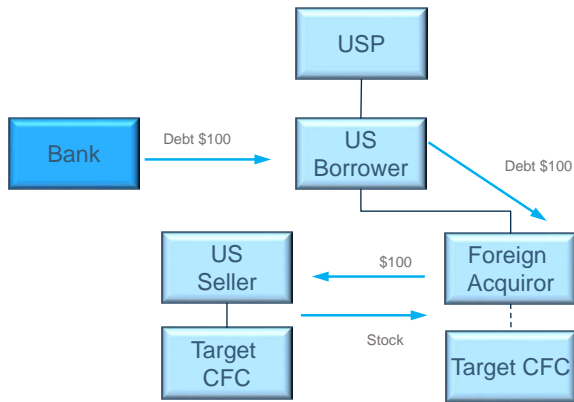 USP
Bank
Debt $100
US
Borrower
Debt $100
US
Seller
$100
Foreign
Acquiror
Stock
Target
CFC
Target CFC